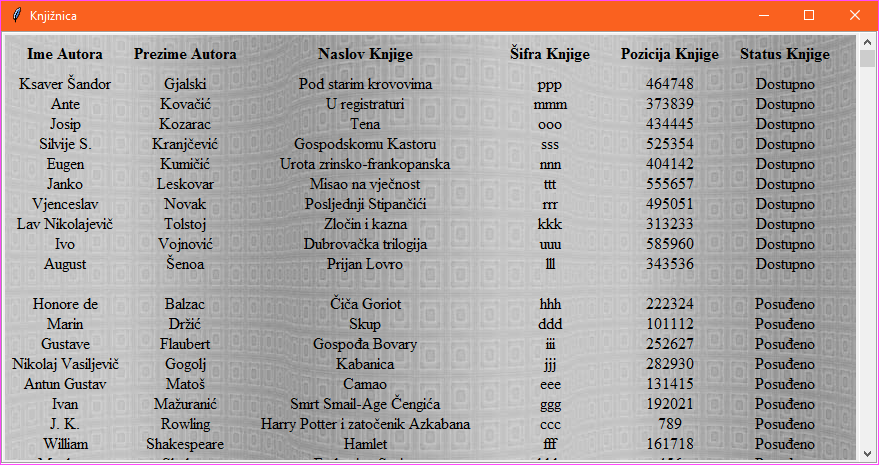 Knjižnica
Ime Autora Prezime Autora Naslov Knjige Šifra Knjige Pozicija Knjige Status Knjige
Ksaver Šandor Gjalski Pod starim krovovima ppp 464748 Dostupno
Ante Kovačić U registraturi mmm 373839 Dostupno
Josip Kozarac Tena ooo 434445 Dostupno
Silvije S. Kranjčević Gospodskomu Kastoru sss 525354 Dostupno
Eugen Kumičić Urota zrinsko-frankopanska nnn 404142 Dostupno
Janko Leskovar Misao na vječnost ttt 555657 Dostupno
Vjenceslav Novak Posljednji Stipančići rrr 495051 Dostupno
Lav Nikolajevič Tolstoj Zločin i kazna kkk 313233 Dostupno
Ivo Vojnović Dubrovačka trilogija uuu 585960 Dostupno
August Šenoa Prijan Lovro lll 343536 Dostupno
Honore de Balzac Čiča Goriot hhh 222324 Posuđeno
Marin Držić Skup ddd 101112 Posuđeno
Gustave Flaubert Gospođa Bovary iii 252627 Posuđeno
Nikolaj Vasiljevič Gogolj Kabanica jjj 282930 Posuđeno
Antun Gustav Matoš Camao eee 131415 Posuđeno
Ivan Mažuranić Smrt Smail-Age Čengića ggg 192021 Posuđeno
J. K. Rowling Harry Potter i zatočenik Azkabana ccc 789 Posuđeno
William Shakespeare Hamlet fff 161718 Posuđeno